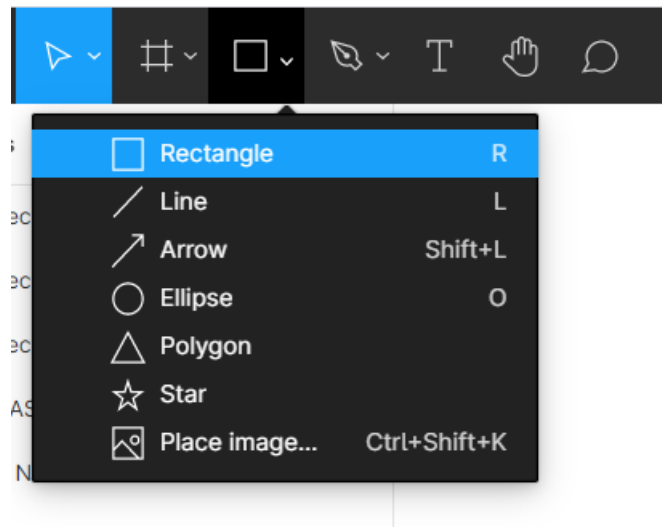 T
Rectangle R
Line L
Arrow Shift+L
Ellipse O
Polygon
Star
Place image... Ctrl+Shift+K
N